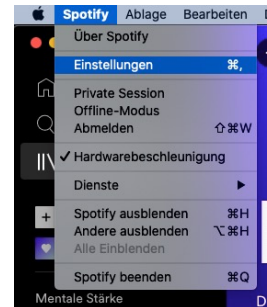 Spotify Ablage Bearbeiten
Über Spotify
Einstellungen ⌘,
Private Session
Offline-Modus
Abmelden ⇧⌘W
✓ Hardwarebeschleunigung
Dienste ▶
Spotify ausblenden ⌘H
Andere ausblenden ⌥⌘H
Alle Einblenden
Spotify beenden ⌘Q
Mentale Stärke